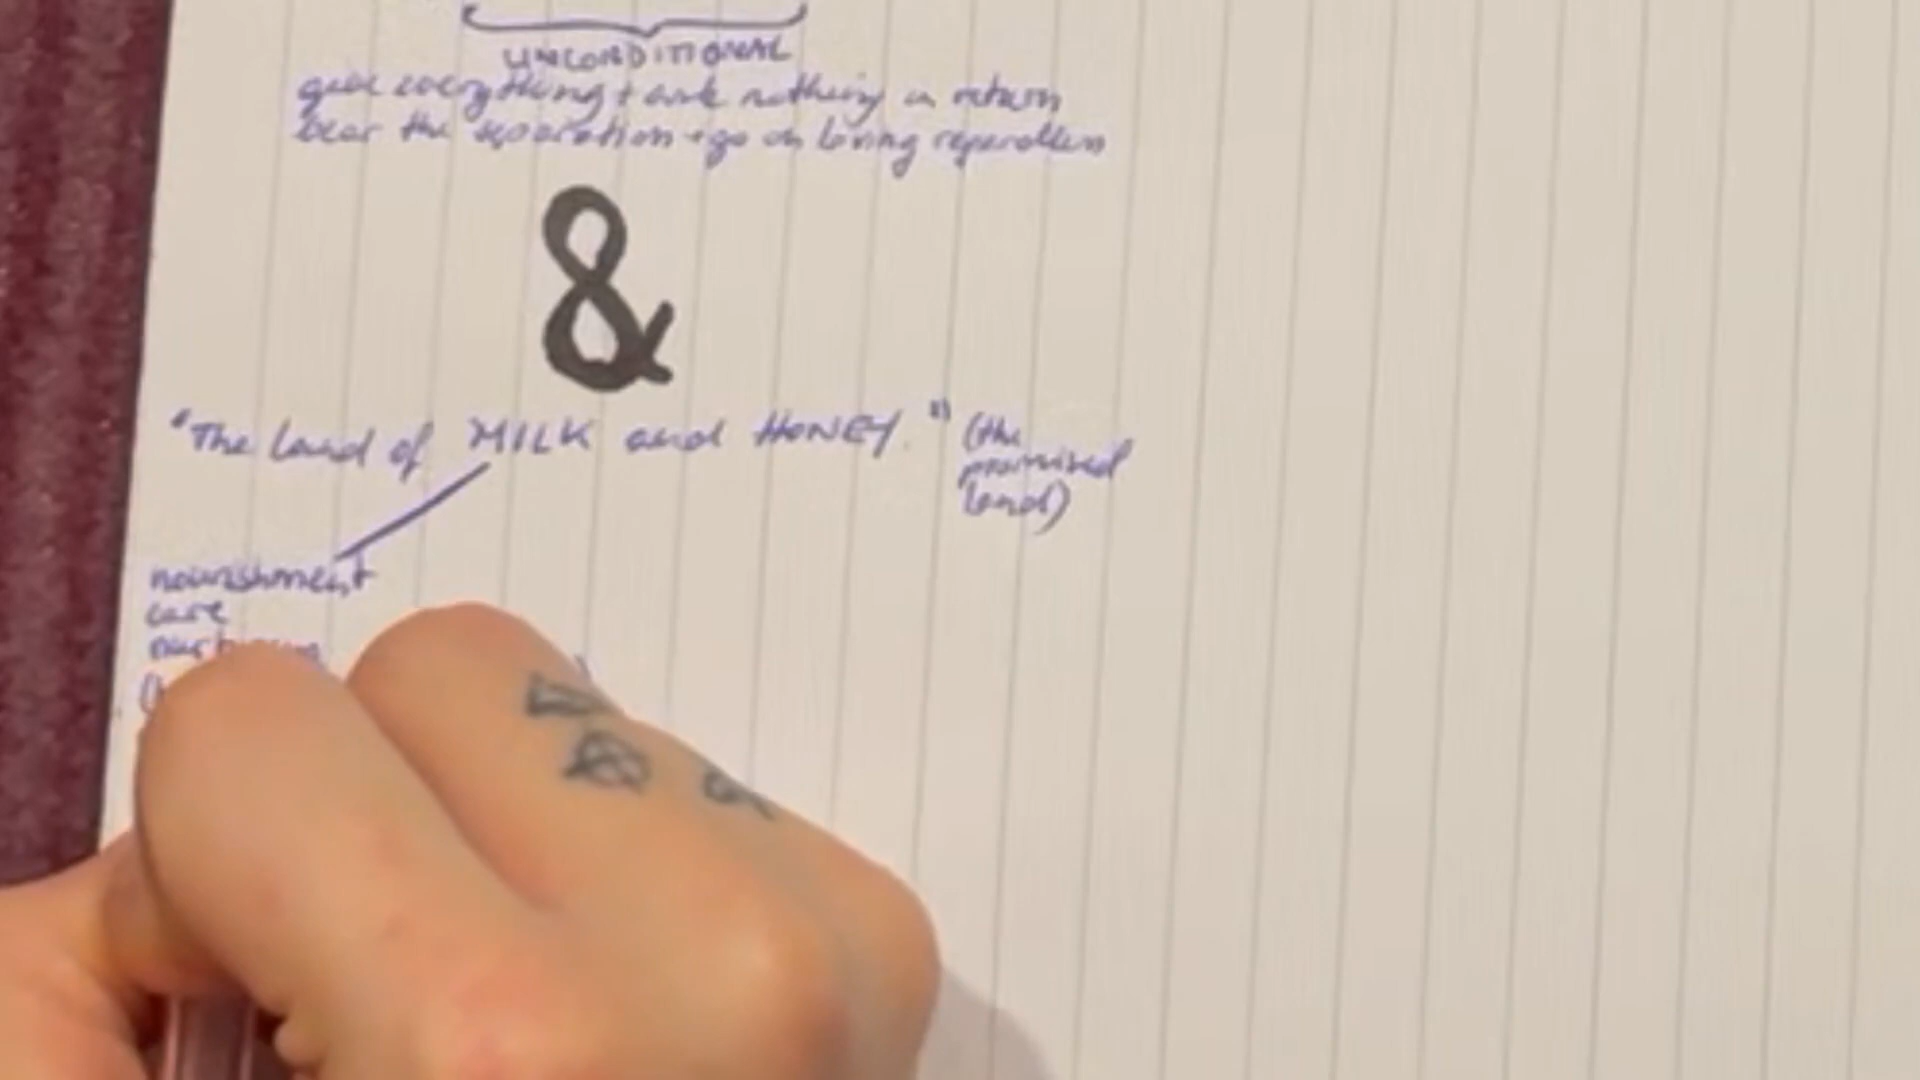 UNCONDITIONAL
give everything + ask nothing in return
bear the separation + go on loving regardless
&
"The land of MILK and HONEY." (the
promised
land)
nourishment
care